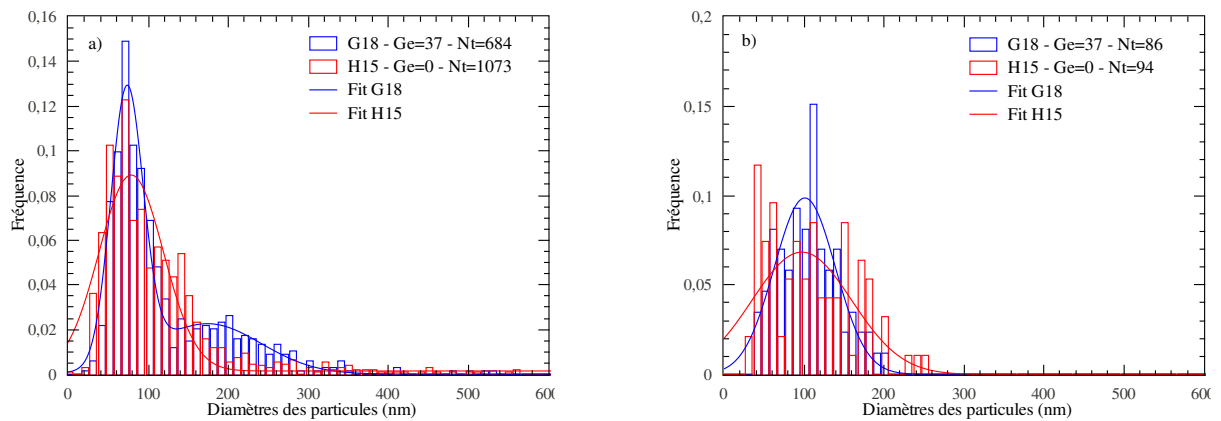 0,16
0,14
0,12
0,1
0,08
0,06
0,04
0,02
0
Fréquence
a)
G18 - Ge=37 - Nt=684
H15 - Ge=0 - Nt=1073
Fit G18
Fit H15
0 100 200 300 400 500 600
Diamètres des particules (nm)
0,2
0,15
0,1
0,05
0
Fréquence
b)
G18 - Ge=37 - Nt=86
H15 - Ge=0 - Nt=94
Fit G18
Fit H15
0 100 200 300 400 500 600
Diamètres des particules (nm)